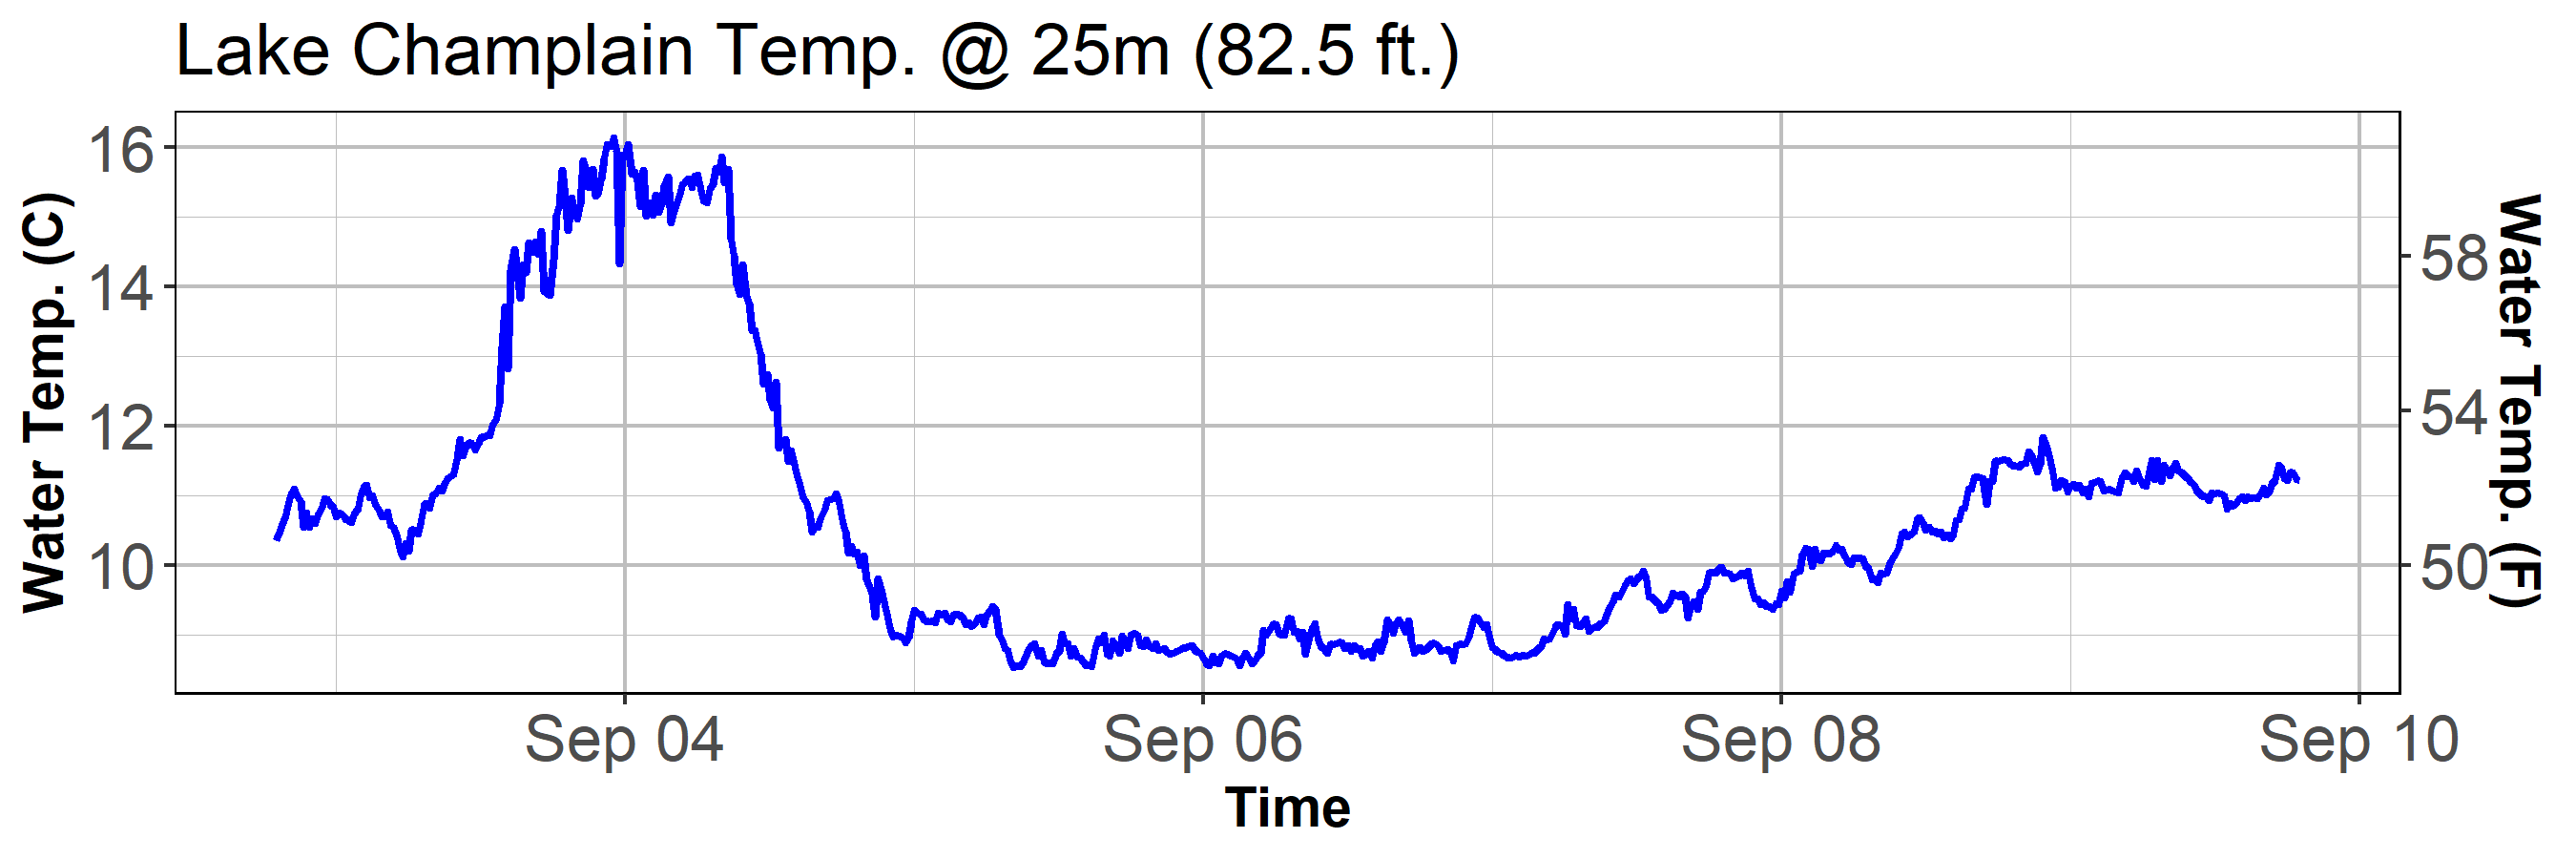 Lake Champlain Temp. @ 25m (82.5 ft.)
Water Temp. (C)
16
14
12
10
58
54
50
Water Temp. (F)
Sep 04
Sep 06
Sep 08
Sep 10
Time